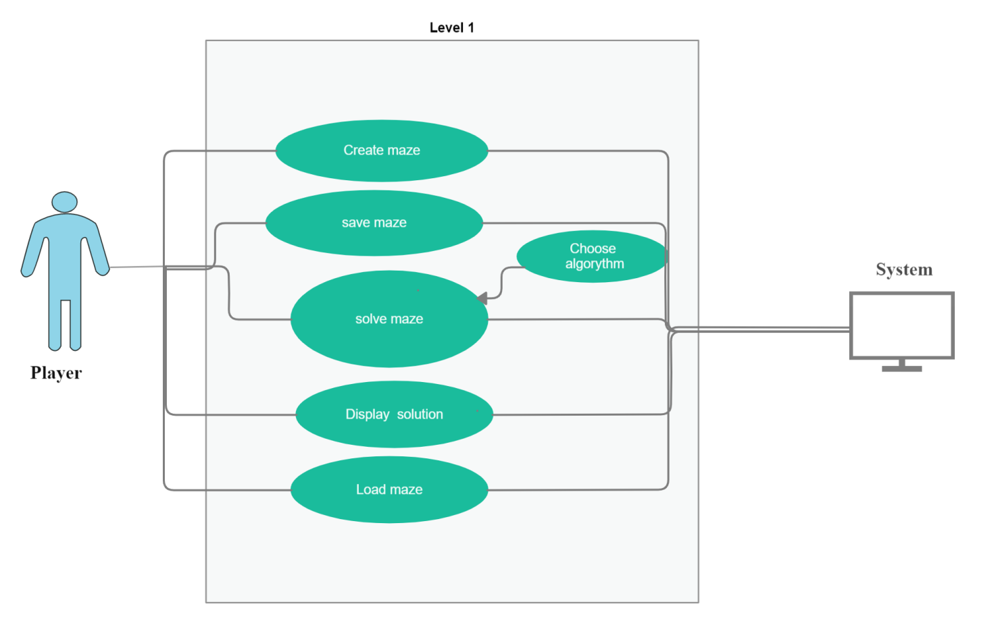 Level 1
Create maze
save maze
Choose
algorythm
solve maze
Display  solution
Load maze
Player
System